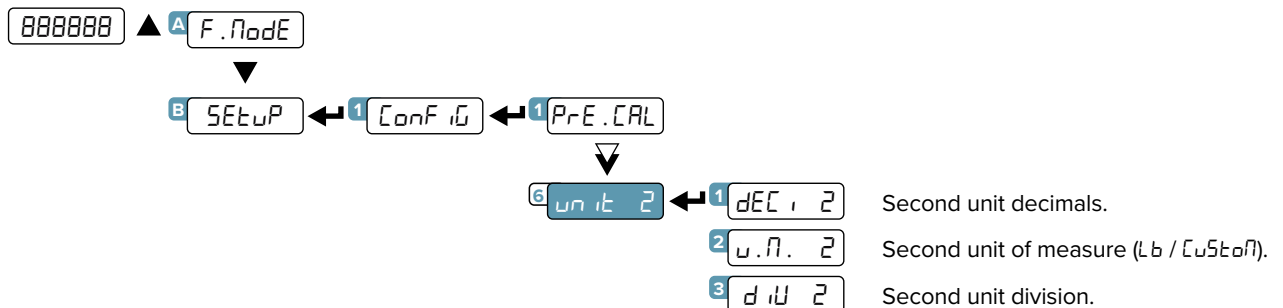 888888 A F.ModE
B SEtuP 1 ConFiG 1 PrE.CAL
6 unit 2 1 dECi 2 Second unit decimals.
2 u.M. 2 Second unit of measure (Lb / CuStoM).
3 diV 2 Second unit division.